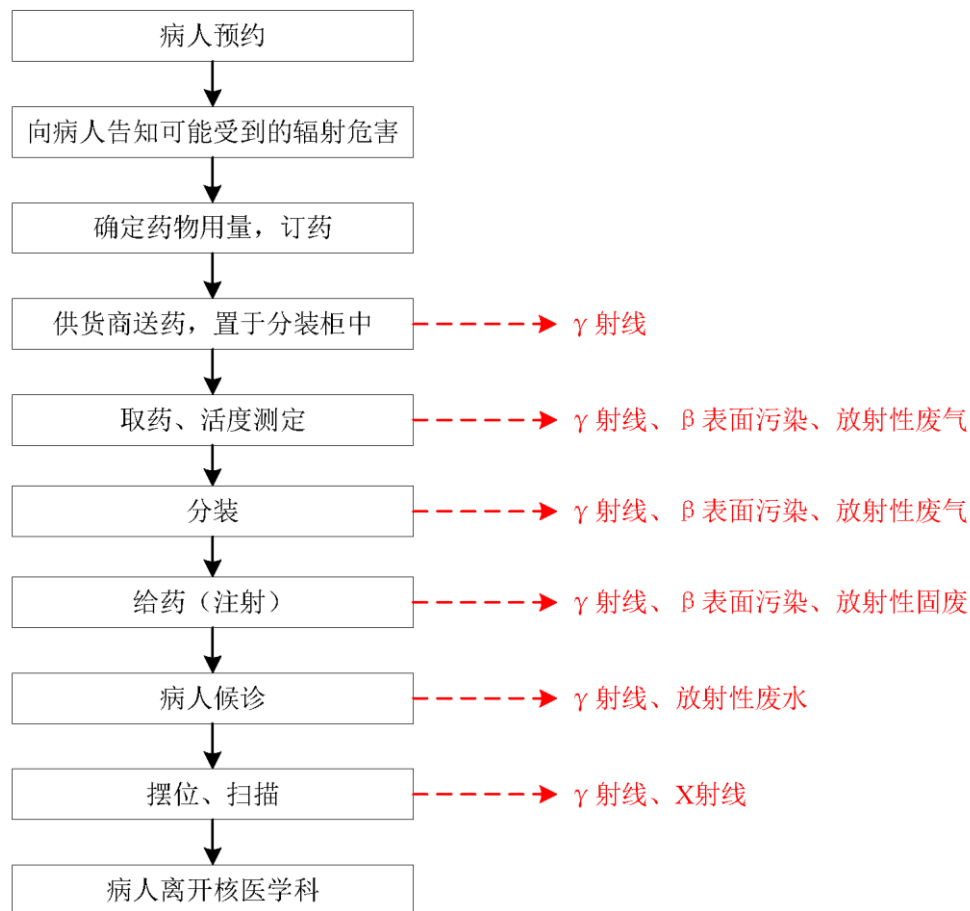 病人预约
向病人告知可能受到的辐射危害
确定药物用量，订药
供货商送药，置于分装柜中
γ 射线
取药、活度测定
γ 射线、β表面污染、放射性废气
分装
γ 射线、β表面污染、放射性废气
给药（注射）
γ 射线、β表面污染、放射性固废
病人候诊
γ 射线、放射性废水
摆位、扫描
γ 射线、X射线
病人离开核医学科